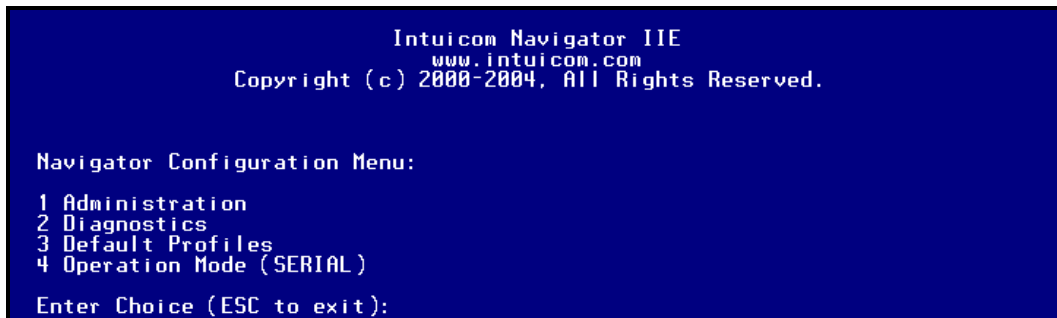 Intuicom Navigator IIE
www.intuicom.com
Copyright (c) 2000-2004, All Rights Reserved.
Navigator Configuration Menu:
1 Administration
2 Diagnostics
3 Default Profiles
4 Operation Mode (SERIAL)
Enter Choice (ESC to exit):